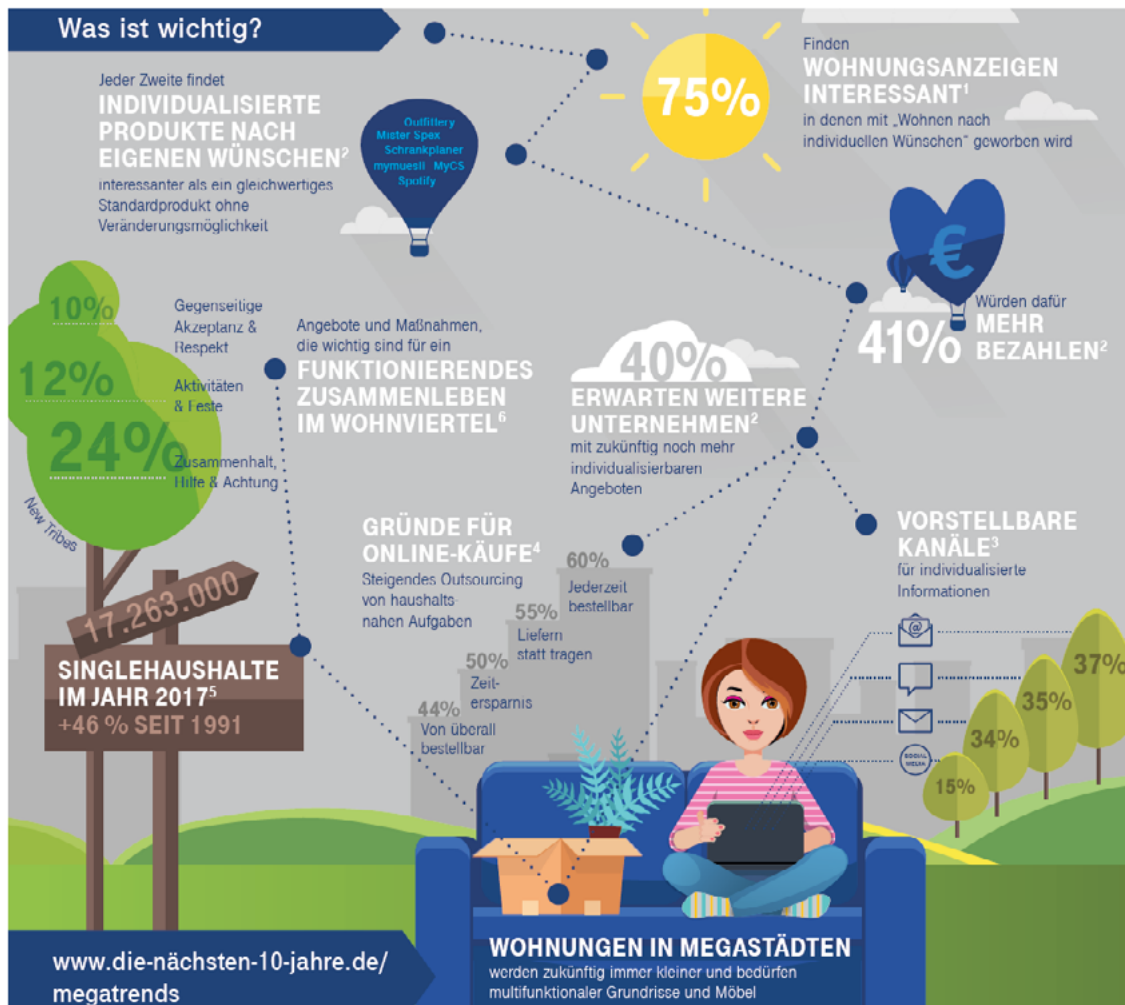 Was ist wichtig?
Jeder Zweite findet
INDIVIDUALISIERTE
PRODUKTE NACH
EIGENEN WÜNSCHEN²
interessanter als ein gleichwertiges
Standardprodukt ohne
Veränderungsmöglichkeit
Outfittery
Mister Spex
Schrankplaner
mymuesli MyCS
Spotify
75%
Finden
WOHNUNGSANZEIGEN
INTERESSANT¹
in denen mit „Wohnen nach
individuellen Wünschen“ geworben wird
€
41%
Würden dafür
MEHR
BEZAHLEN²
10%
Gegenseitige
Akzeptanz &
Respekt
12%
Aktivitäten
& Feste
24%
Zusammenhalt,
Hilfe & Achtung
New Tribes
Angebote und Maßnahmen,
die wichtig sind für ein
FUNKTIONIERENDES
ZUSAMMENLEBEN
IM WOHNVIERTEL⁶
40%
ERWARTEN WEITERE
UNTERNEHMEN²
mit zukünftig noch mehr
individualisierbaren
Angeboten
GRÜNDE FÜR
ONLINE-KÄUFE⁴
Steigendes Outsourcing
von haushalts-
nahen Aufgaben
60%
Jederzeit
bestellbar
55%
Liefern
statt tragen
50%
Zeit-
ersparnis
44%
Von überall
bestellbar
VORSTELLBARE
KANÄLE³
für individualisierte
Informationen
@
SOCIAL
MEDIA
37%
35%
34%
15%
17.263.000
SINGLEHAUSHALTE
IM JAHR 2017⁵
+46 % SEIT 1991
WOHNUNGEN IN MEGASTÄDTEN
werden zukünftig immer kleiner und bedürfen
multifunktionaler Grundrisse und Möbel
www.die-nächsten-10-jahre.de/
megatrends